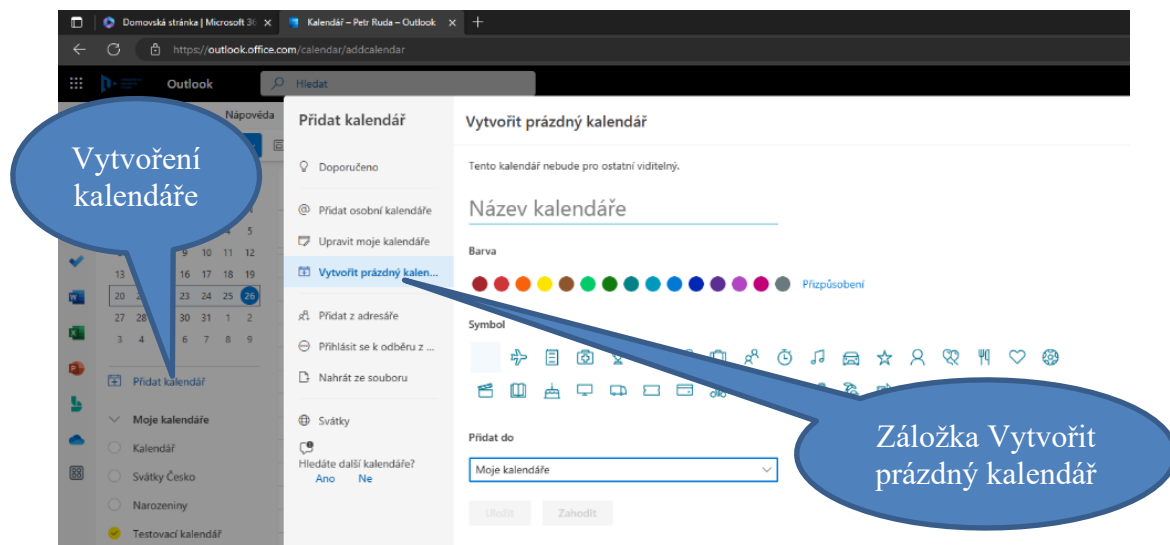 Domovská stránka | Microsoft 36
Kalendář – Petr Ruda – Outlook
https://outlook.office.com/calendar/addcalendar
Outlook
Hledat
Nápověda
Vytvoření
kalendáře
5
9 10 11 12
13 16 17 18 19
20 23 24 25 26
27 28 30 31 1 2
3 4 6 7 8 9
Přidat kalendář
Moje kalendáře
Kalendář
Svátky Česko
Narozeniny
Testovací kalendář
Přidat kalendář
Doporučeno
Přidat osobní kalendáře
Upravit moje kalendáře
Vytvořit prázdný kalen...
Přidat z adresáře
Přihlásit se k odběru z ...
Nahrát ze souboru
Svátky
Hledáte další kalendáře?
Ano Ne
Vytvořit prázdný kalendář
Tento kalendář nebude pro ostatní viditelný.
Název kalendáře
Barva
Přizpůsobení
Symbol
Přidat do
Moje kalendáře
Uložit Zahodit
Záložka Vytvořit
prázdný kalendář